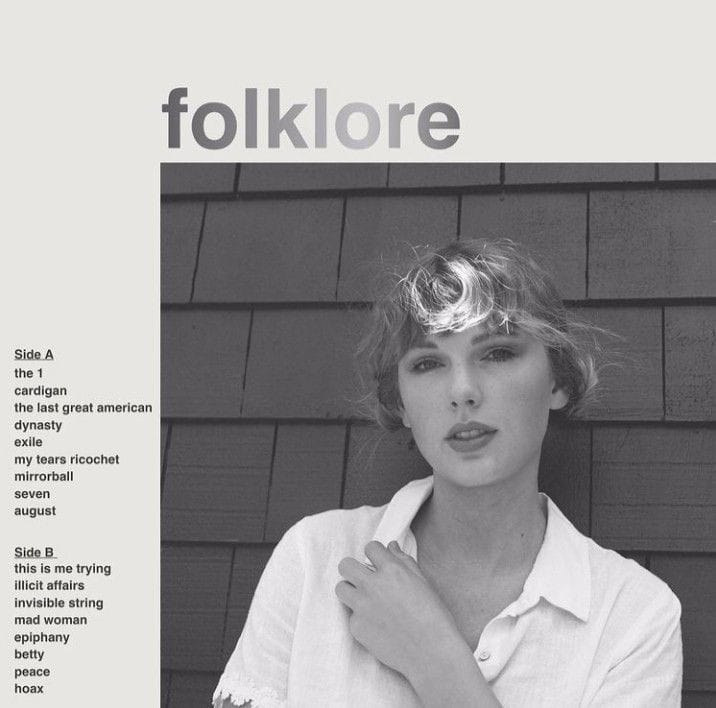 folklore
Side A
the 1
cardigan
the last great american
dynasty
exile
my tears ricochet
mirrorball
seven
august
Side B
this is me trying
illicit affairs
invisible string
mad woman
epiphany
betty
peace
hoax